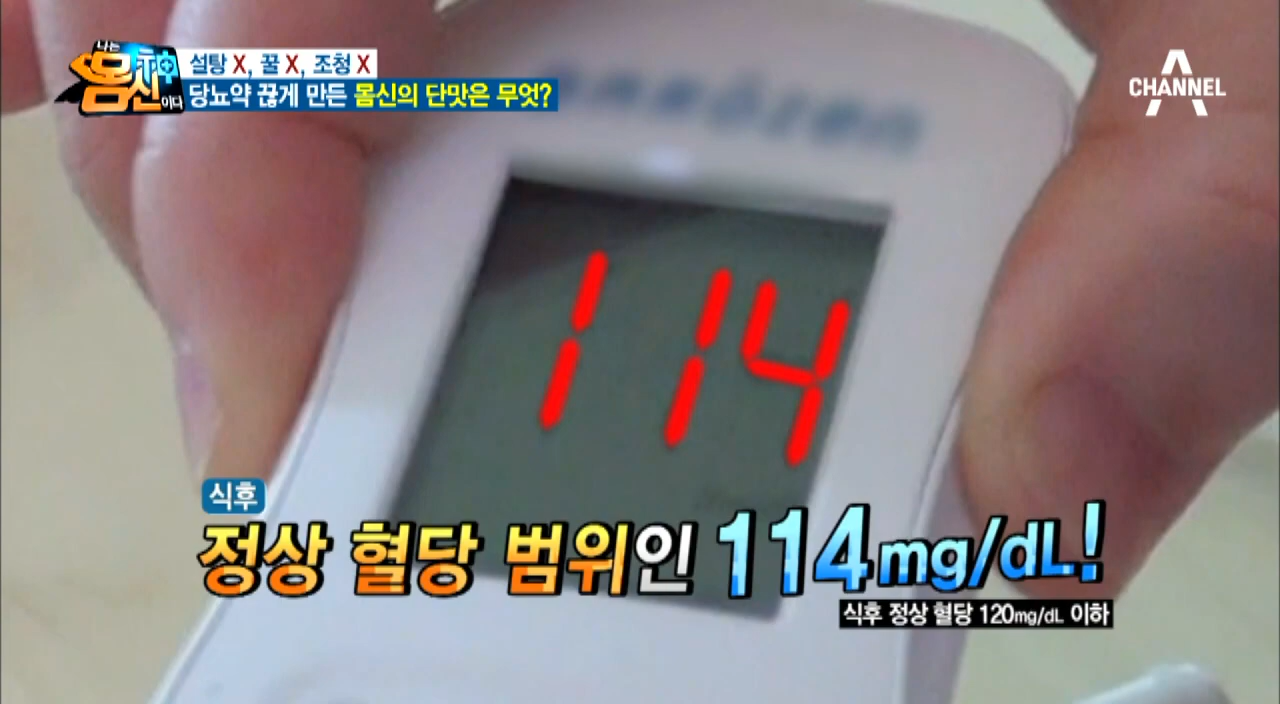 나는
몸神
신이다
설탕 X, 꿀 X, 조청 X
당뇨약 끊게 만든 몸신의 단맛은 무엇?
CHANNEL A
114
식후
정상 혈당 범위인 114mg/dL!
식후 정상 혈당 120mg/dL 이하